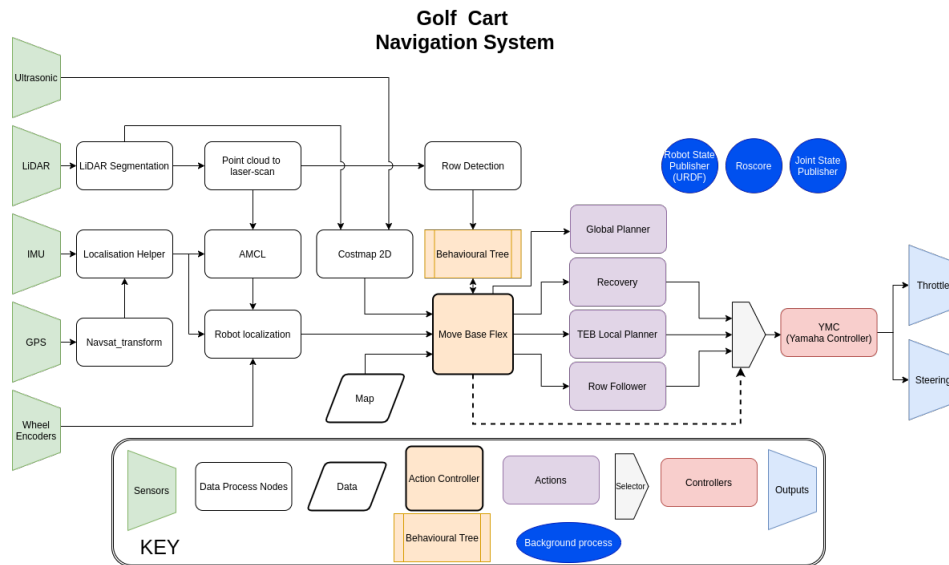 Golf Cart
Navigation System
Ultrasonic
LiDAR
LiDAR Segmentation
Point cloud to
laser-scan
Row Detection
Robot State
Publisher
(URDF)
Roscore
Joint State
Publisher
IMU
Localisation Helper
AMCL
Costmap 2D
Behavioural Tree
Global Planner
Recovery
Throttle
GPS
Navsat_transform
Robot localization
Move Base Flex
TEB Local Planner
YMC
(Yamaha Controller)
Map
Row Follower
Steering
Wheel
Encoders
Sensors
Data Process Nodes
Data
Action Controller
Actions
Selector
Controllers
Outputs
Behavioural Tree
Background process
KEY